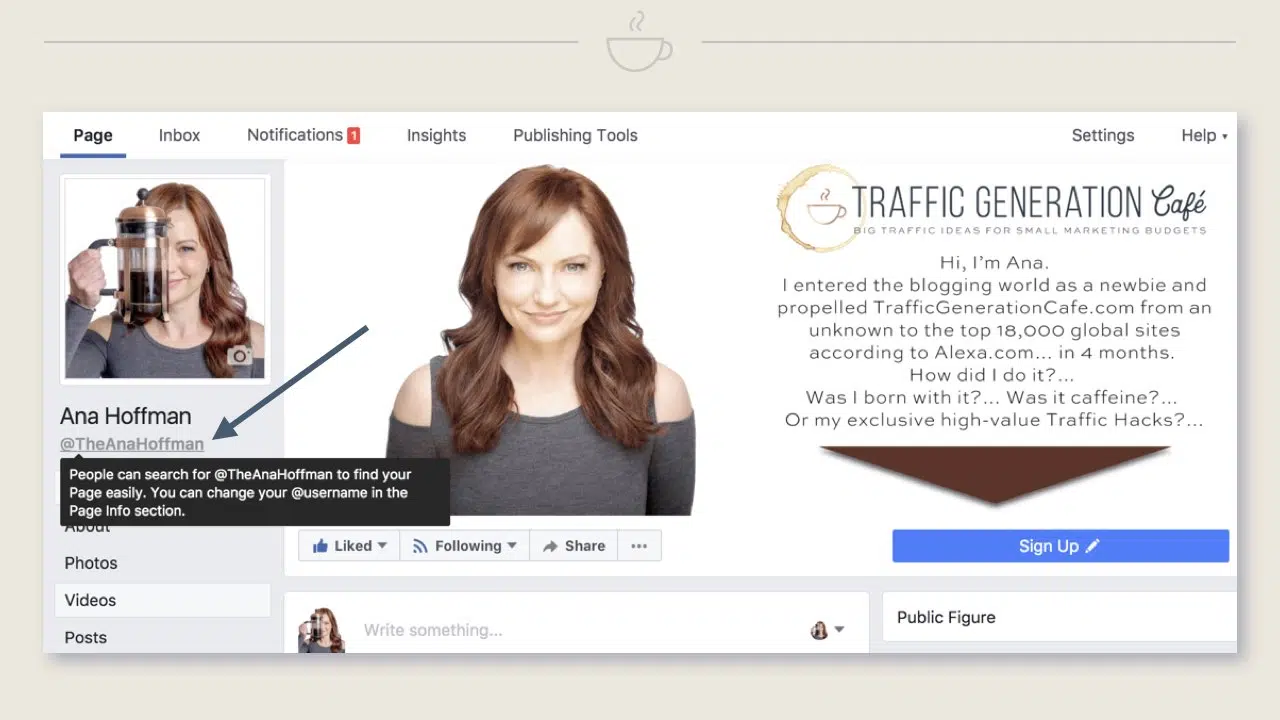 Page
Inbox
Notifications 1
Insights
Publishing Tools
Settings
Help
TRAFFIC GENERATION Café
BIG TRAFFIC IDEAS FOR SMALL MARKETING BUDGETS
Hi, I'm Ana.
I entered the blogging world as a newbie and
propelled TrafficGenerationCafe.com from an
unknown to the top 18,000 global sites
according to Alexa.com... in 4 months.
How did I do it?...
Was I born with it?... Was it caffeine?...
Or my exclusive high-value Traffic Hacks?...
Ana Hoffman
@TheAnaHoffman
People can search for @TheAnaHoffman to find your
Page easily. You can change your @username in the
Page Info section.
About
Photos
Videos
Posts
Liked
Following
Share
Sign Up
Write something...
Public Figure